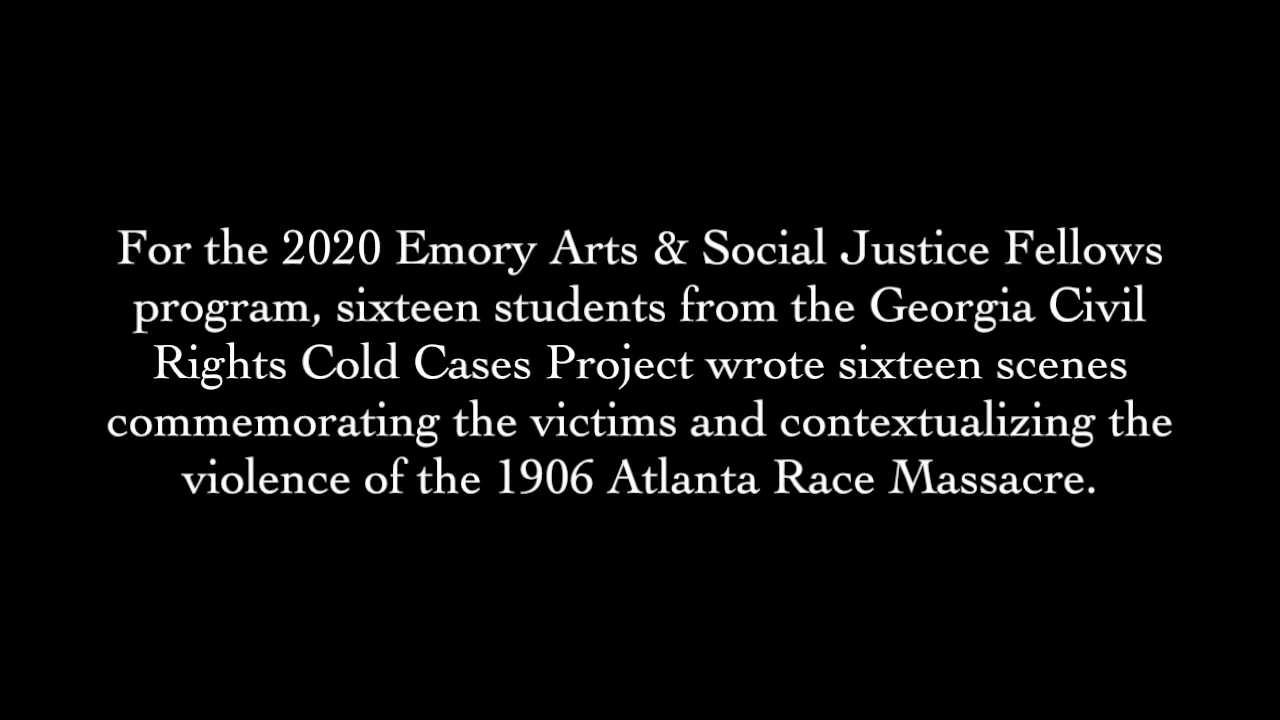 For the 2020 Emory Arts & Social Justice Fellows
program, sixteen students from the Georgia Civil
Rights Cold Cases Project wrote sixteen scenes
commemorating the victims and contextualizing the
violence of the 1906 Atlanta Race Massacre.